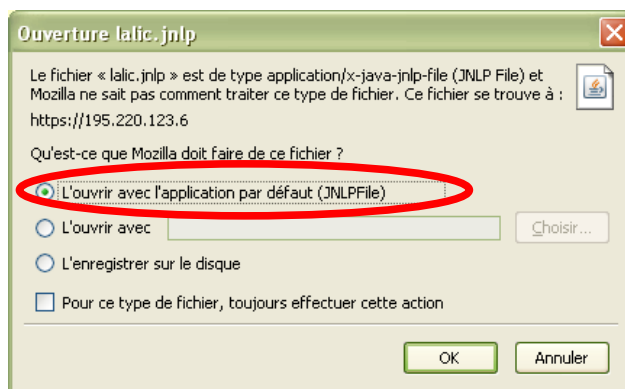 Ouverture lalic.jnlp
Le fichier « lalic.jnlp » est de type application/x-java-jnlp-file (JNLP File) et
Mozilla ne sait pas comment traiter ce type de fichier. Ce fichier se trouve à :
https://195.220.123.6
Qu'est-ce que Mozilla doit faire de ce fichier ?
L'ouvrir avec l'application par défaut (JNLPFile)
L'ouvrir avec Choisir...
L'enregistrer sur le disque
Pour ce type de fichier, toujours effectuer cette action
OK Annuler